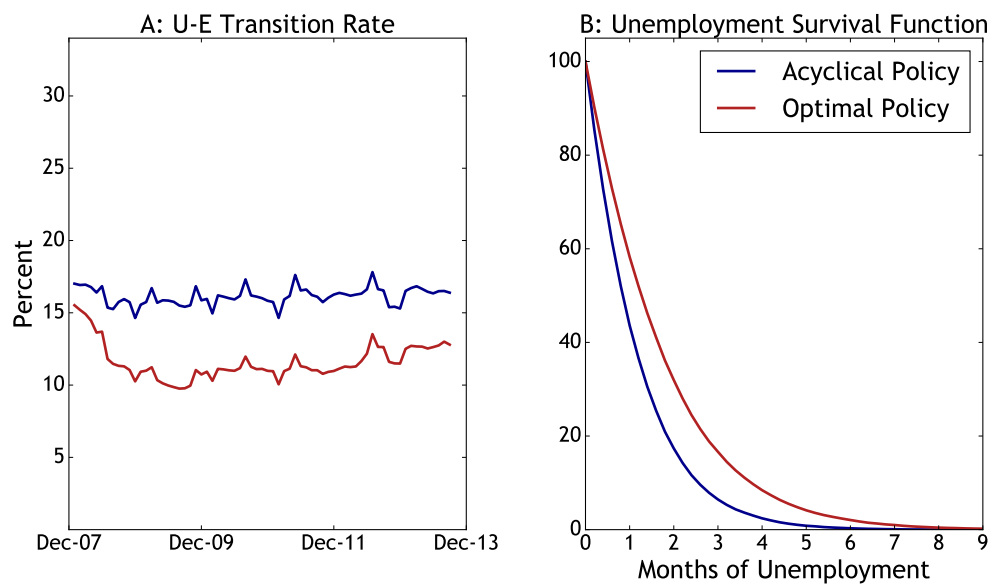 A: U-E Transition Rate
Percent
30
25
20
15
10
5
Dec-07 Dec-09 Dec-11 Dec-13
B: Unemployment Survival Function
Acyclical Policy
Optimal Policy
100
80
60
40
20
0
0 1 2 3 4 5 6 7 8 9
Months of Unemployment